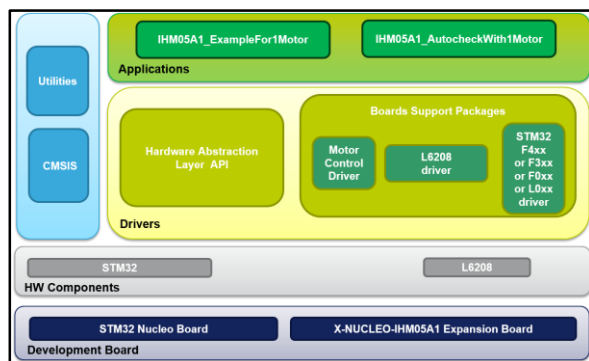 IHM05A1_ExampleFor1Motor
IHM05A1_AutocheckWith1Motor
Applications
Utilities
CMSIS
Boards Support Packages
Hardware Abstraction
Layer API
Motor
Control
Driver
L6208
driver
STM32
F4xx
or F3xx
or F0xx
or L0xx
driver
Drivers
STM32
L6208
HW Components
STM32 Nucleo Board
X-NUCLEO-IHM05A1 Expansion Board
Development Board